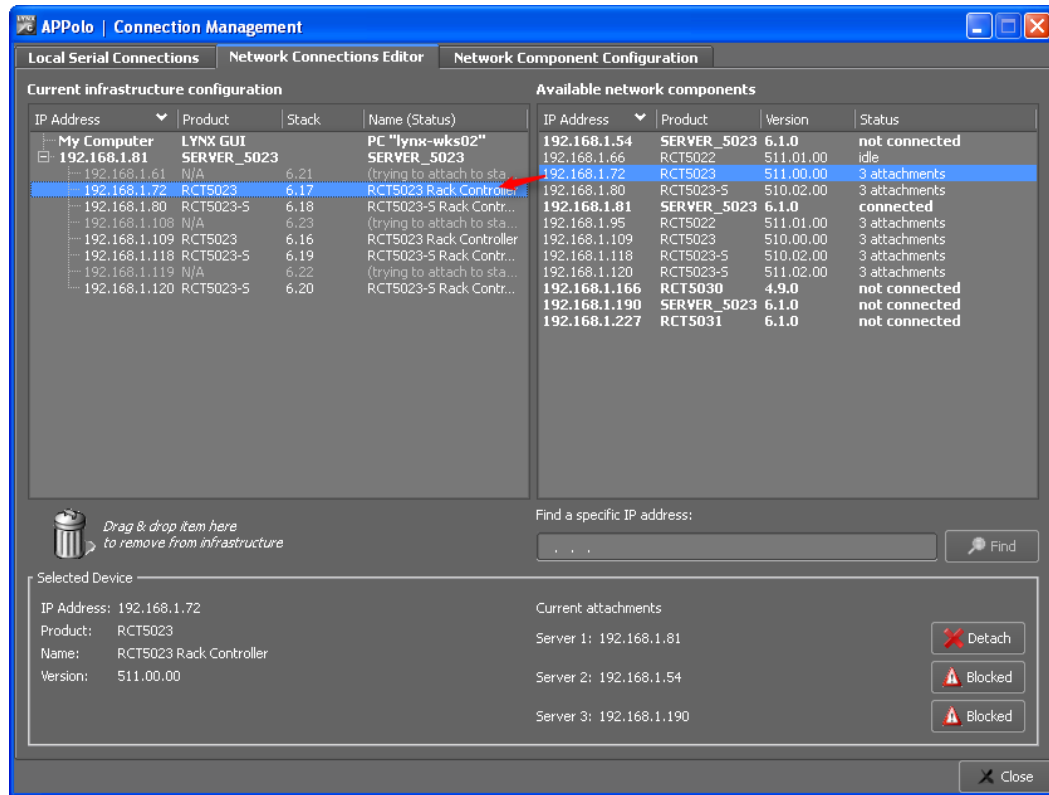 APPolo | Connection Management
Local Serial Connections Network Connections Editor Network Component Configuration
Current infrastructure configuration Available network components
IP Address Product Stack Name (Status) IP Address Product Version Status
My Computer LYNX GUI PC "lynx-wks02" 192.168.1.54 SERVER_5023 6.1.0 not connected
192.168.1.81 SERVER_5023 SERVER_5023 192.168.1.66 RCT5022 511.01.00 idle
192.168.1.61 N/A 6.21 (trying to attach to sta... 192.168.1.72 RCT5023 511.00.00 3 attachments
192.168.1.72 RCT5023 6.17 RCT5023 Rack Controller 192.168.1.80 RCT5023-S 510.02.00 3 attachments
192.168.1.80 RCT5023-S 6.18 RCT5023-S Rack Contr... 192.168.1.81 SERVER_5023 6.1.0 connected
192.168.1.108 N/A 6.23 (trying to attach to sta... 192.168.1.95 RCT5022 511.01.00 3 attachments
192.168.1.109 RCT5023 6.16 RCT5023 Rack Controller 192.168.1.109 RCT5023 510.00.00 3 attachments
192.168.1.118 RCT5023-S 6.19 RCT5023-S Rack Contr... 192.168.1.118 RCT5023-S 510.02.00 3 attachments
192.168.1.119 N/A 6.22 (trying to attach to sta... 192.168.1.120 RCT5023-S 511.02.00 3 attachments
192.168.1.120 RCT5023-S 6.20 RCT5023-S Rack Contr... 192.168.1.166 RCT5030 4.9.0 not connected
192.168.1.190 SERVER_5023 6.1.0 not connected
192.168.1.227 RCT5031 6.1.0 not connected
Drag & drop item here
to remove from infrastructure
Find a specific IP address:
. . . Find
Selected Device
IP Address: 192.168.1.72 Current attachments
Product: RCT5023 Server 1: 192.168.1.81 Detach
Name: RCT5023 Rack Controller
Version: 511.00.00 Server 2: 192.168.1.54 Blocked
Server 3: 192.168.1.190 Blocked
Close